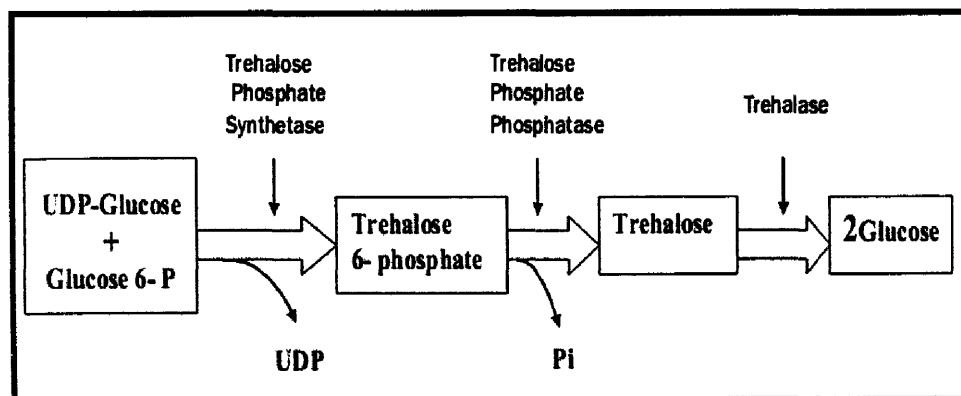 Trehalose
Phosphate
Synthetase
Trehalose
Phosphate
Phosphatase
Trehalase
UDP-Glucose
+
Glucose 6- P
Trehalose
6- phosphate
Trehalose
2Glucose
UDP
Pi